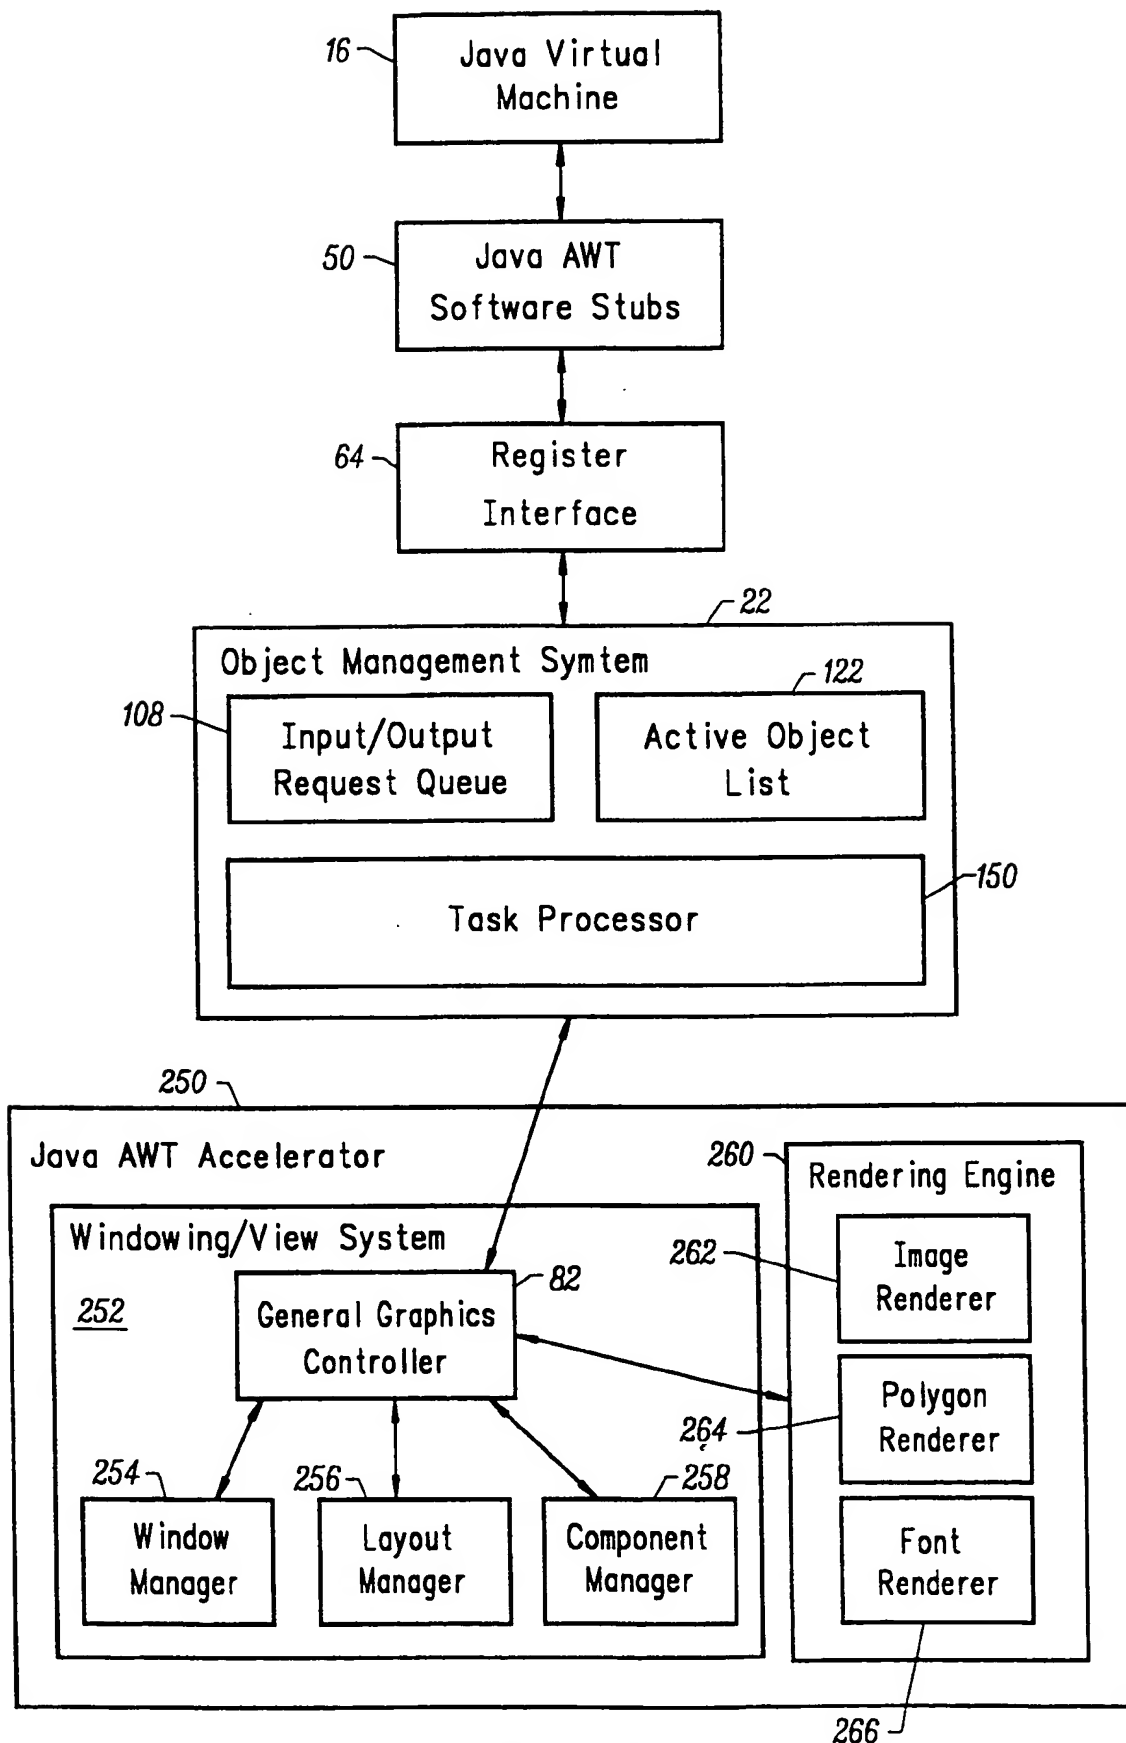 16
Java Virtual
Machine
50
Java AWT
Software Stubs
64
Register
Interface
22
Object Management Symtem
108
Input/Output
Request Queue
122
Active Object
List
150
Task Processor
250
Java AWT Accelerator
Windowing/View System
252
82
General Graphics
Controller
254
Window
Manager
256
Layout
Manager
258
Component
Manager
260
Rendering Engine
262
Image
Renderer
264
Polygon
Renderer
Font
Renderer
266